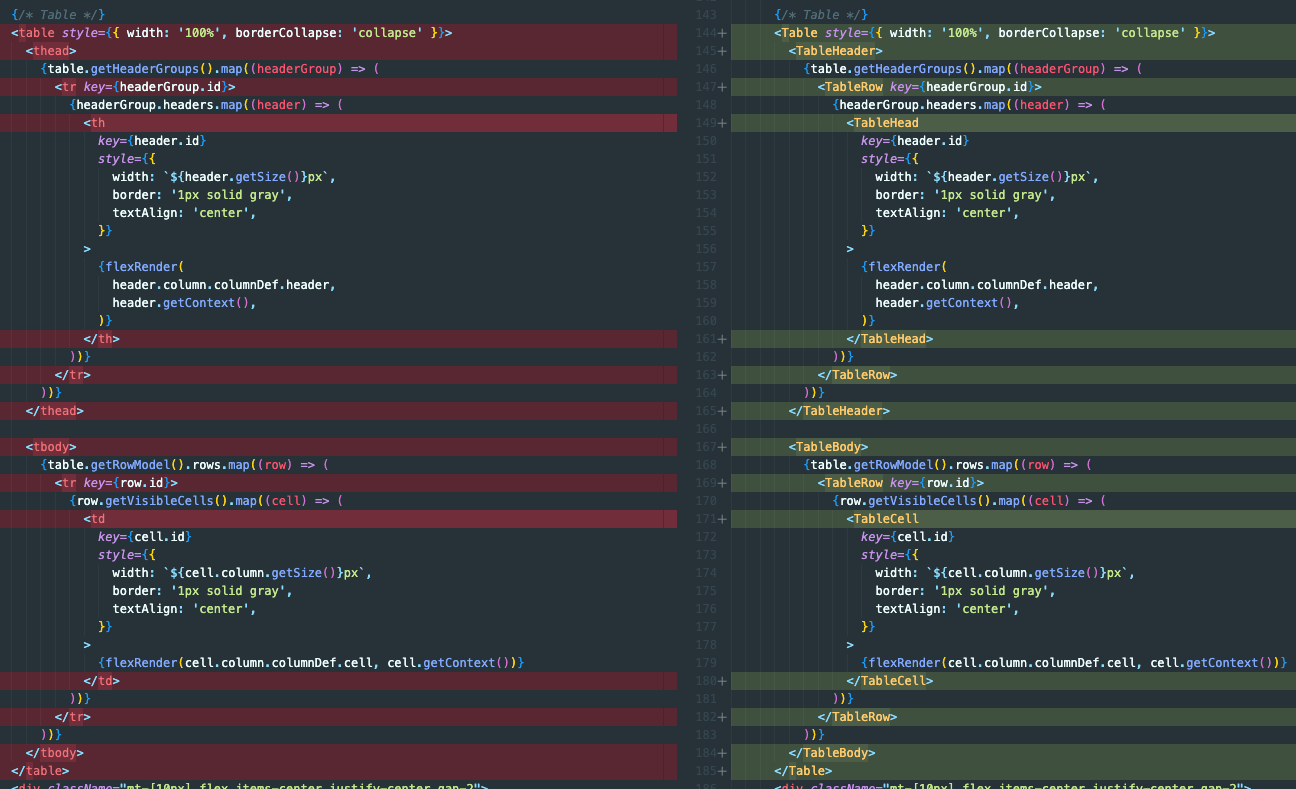 {/* Table */}
<table style={{ width: '100%', borderCollapse: 'collapse' }}>
<thead>
{table.getHeaderGroups().map((headerGroup) => (
<tr key={headerGroup.id}>
{headerGroup.headers.map((header) => (
<th
key={header.id}
style={{
width: `${header.getSize()}px`,
border: '1px solid gray',
textAlign: 'center',
}}
>
{flexRender(
header.column.columnDef.header,
header.getContext(),
)}
</th>
))}
</tr>
))}
</thead>
<tbody>
{table.getRowModel().rows.map((row) => (
<tr key={row.id}>
{row.getVisibleCells().map((cell) => (
<td
key={cell.id}
style={{
width: `${cell.column.getSize()}px`,
border: '1px solid gray',
textAlign: 'center',
}}
>
{flexRender(cell.column.columnDef.cell, cell.getContext())}
</td>
))}
</tr>
))}
</tbody>
</table>
<div className="mt-[10px] flex items-center justify-center gap-2">
143 {/* Table */}
144+ <Table style={{ width: '100%', borderCollapse: 'collapse' }}>
145+ <TableHeader>
146 {table.getHeaderGroups().map((headerGroup) => (
147+ <TableRow key={headerGroup.id}>
148 {headerGroup.headers.map((header) => (
149+ <TableHead
150 key={header.id}
151 style={{
152 width: `${header.getSize()}px`,
153 border: '1px solid gray',
154 textAlign: 'center',
155 }}
156 >
157 {flexRender(
158 header.column.columnDef.header,
159 header.getContext(),
160 )}
161+ </TableHead>
162 ))}
163+ </TableRow>
164 ))}
165+ </TableHeader>
166
167+ <TableBody>
168 {table.getRowModel().rows.map((row) => (
169+ <TableRow key={row.id}>
170 {row.getVisibleCells().map((cell) => (
171+ <TableCell
172 key={cell.id}
173 style={{
174 width: `${cell.column.getSize()}px`,
175 border: '1px solid gray',
176 textAlign: 'center',
177 }}
178 >
179 {flexRender(cell.column.columnDef.cell, cell.getContext())}
180+ </TableCell>
181 ))}
182+ </TableRow>
183 ))}
184+ </TableBody>
185+ </Table>
186 <div className="mt-[10px] flex items-center justify-center gap-2">